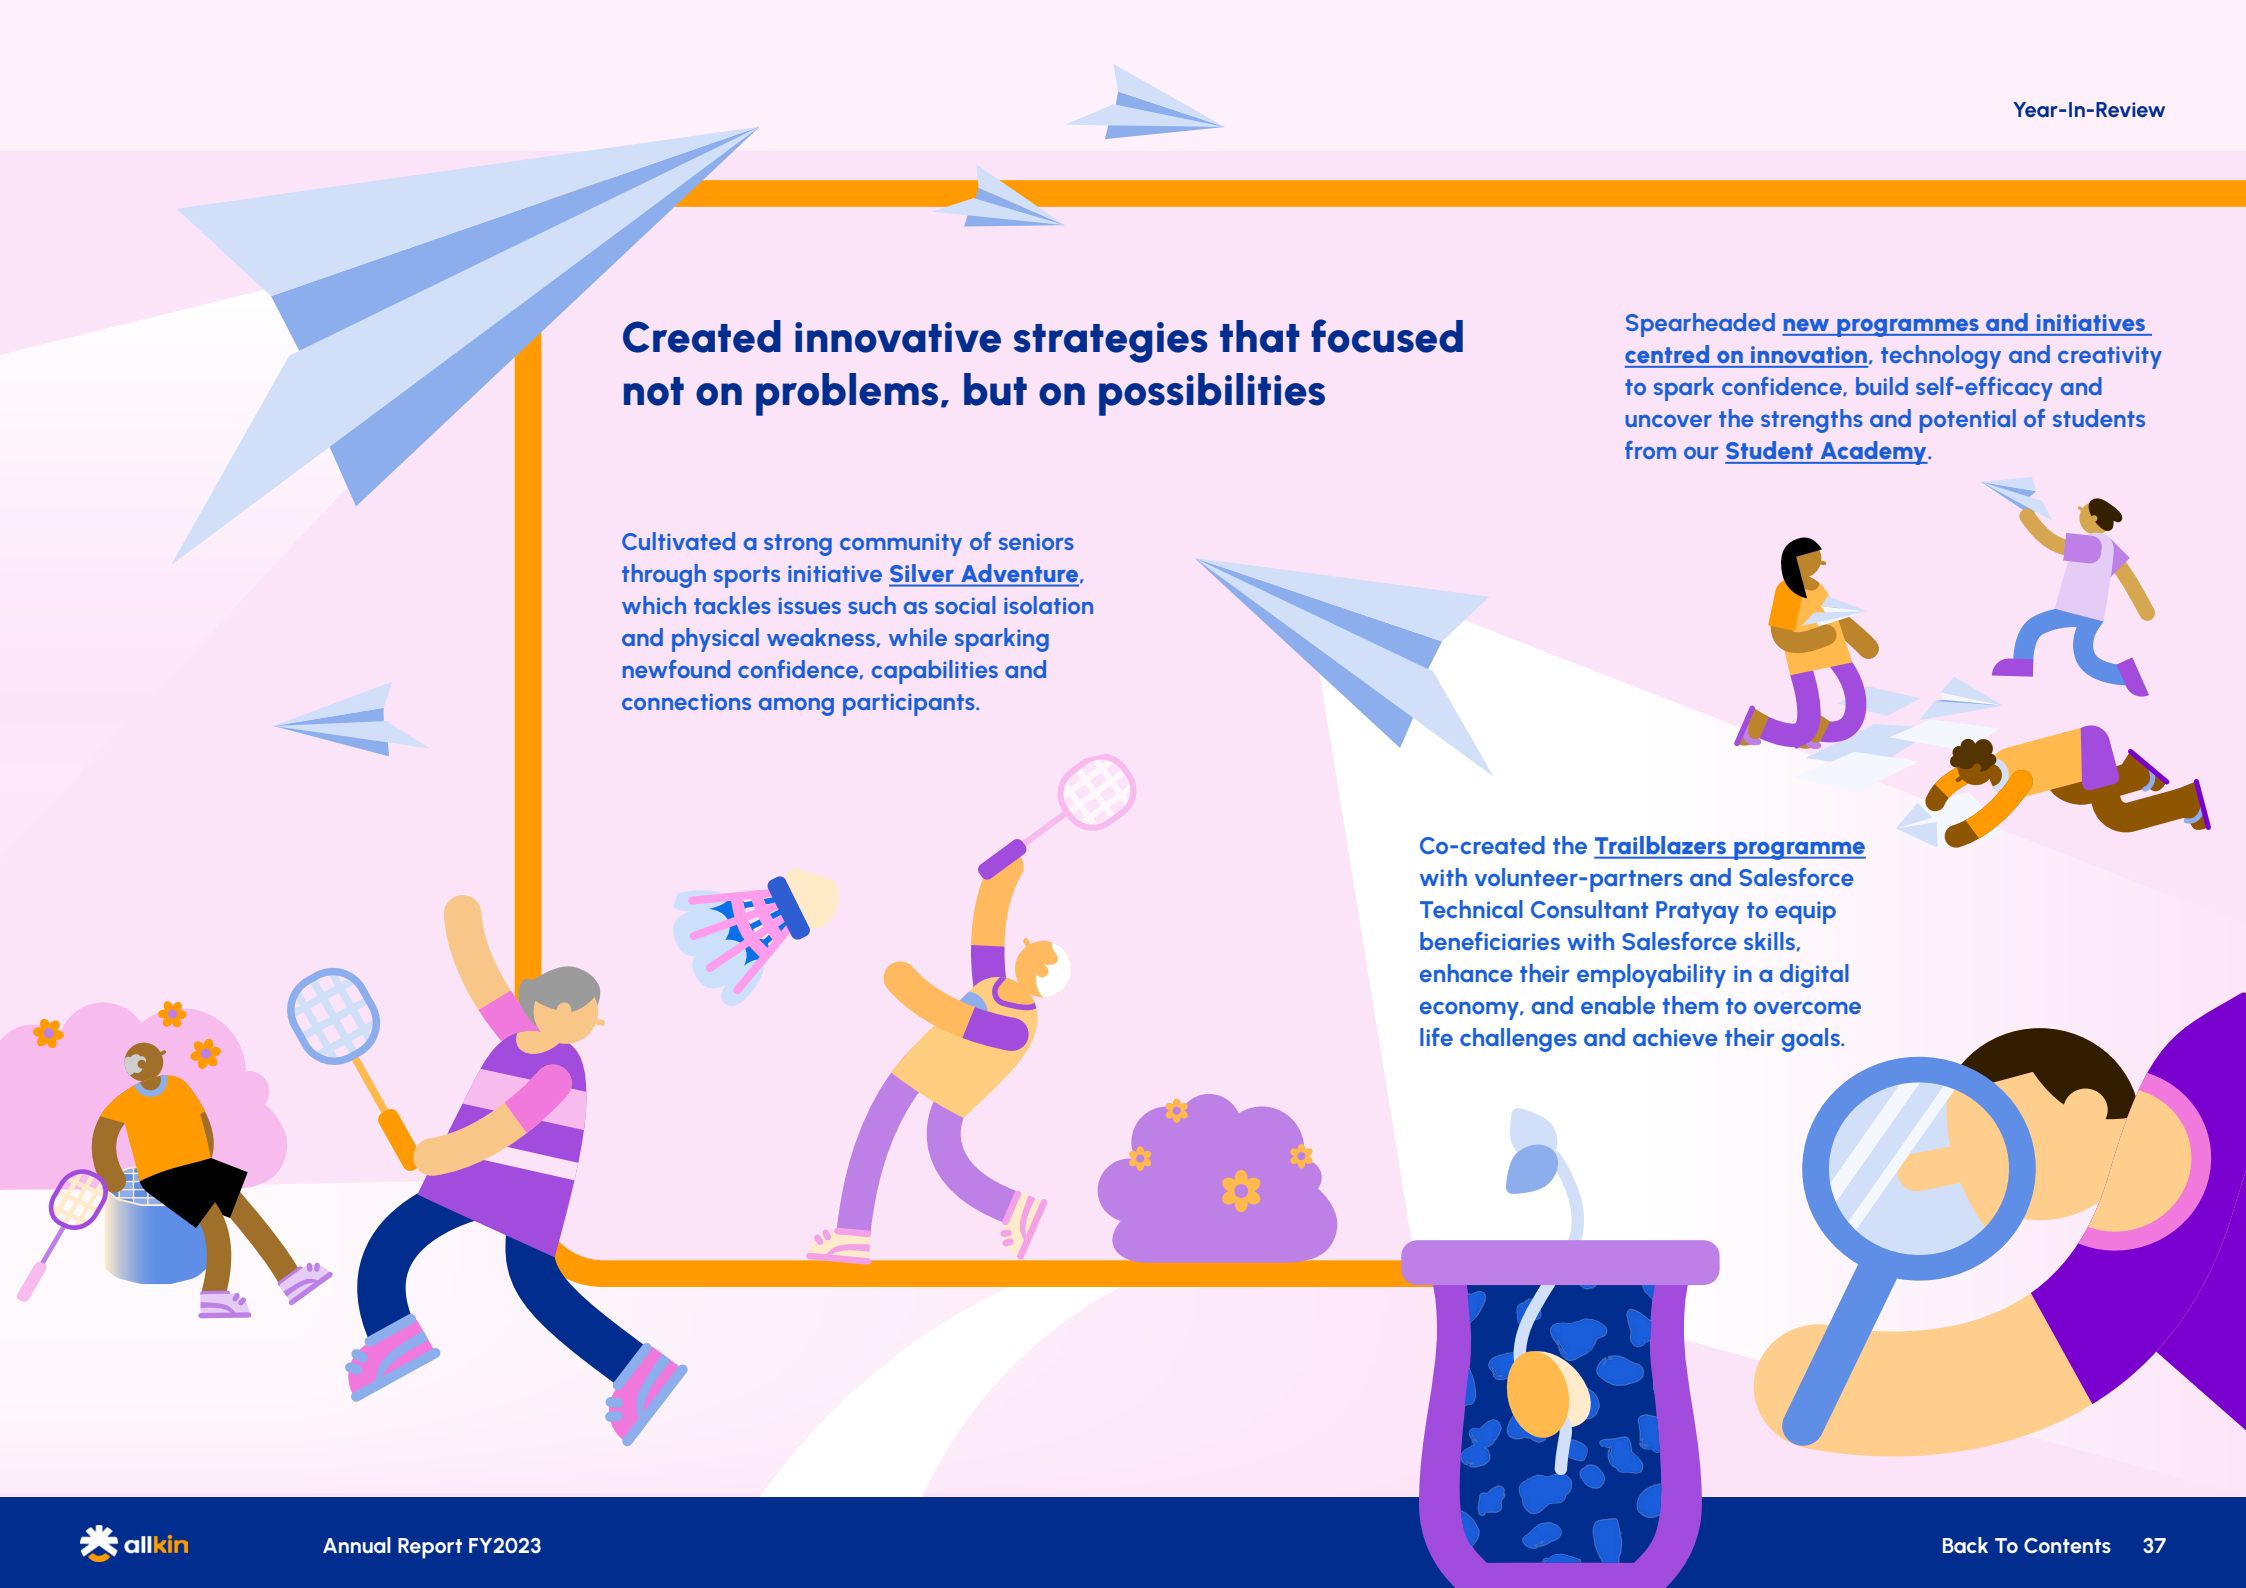 Year-In-Review
Created innovative strategies that focused
not on problems, but on possibilities
Cultivated a strong community of seniors
through sports initiative Silver Adventure,
which tackles issues such as social isolation
and physical weakness, while sparking
newfound confidence, capabilities and
connections among participants.
Spearheaded new programmes and initiatives
centred on innovation, technology and creativity
to spark confidence, build self-efficacy and
uncover the strengths and potential of students
from our Student Academy.
Co-created the Trailblazers programme
with volunteer-partners and Salesforce
Technical Consultant Pratyay to equip
beneficiaries with Salesforce skills,
enhance their employability in a digital
economy, and enable them to overcome
life challenges and achieve their goals.
allkin
Annual Report FY2023
Back To Contents 37